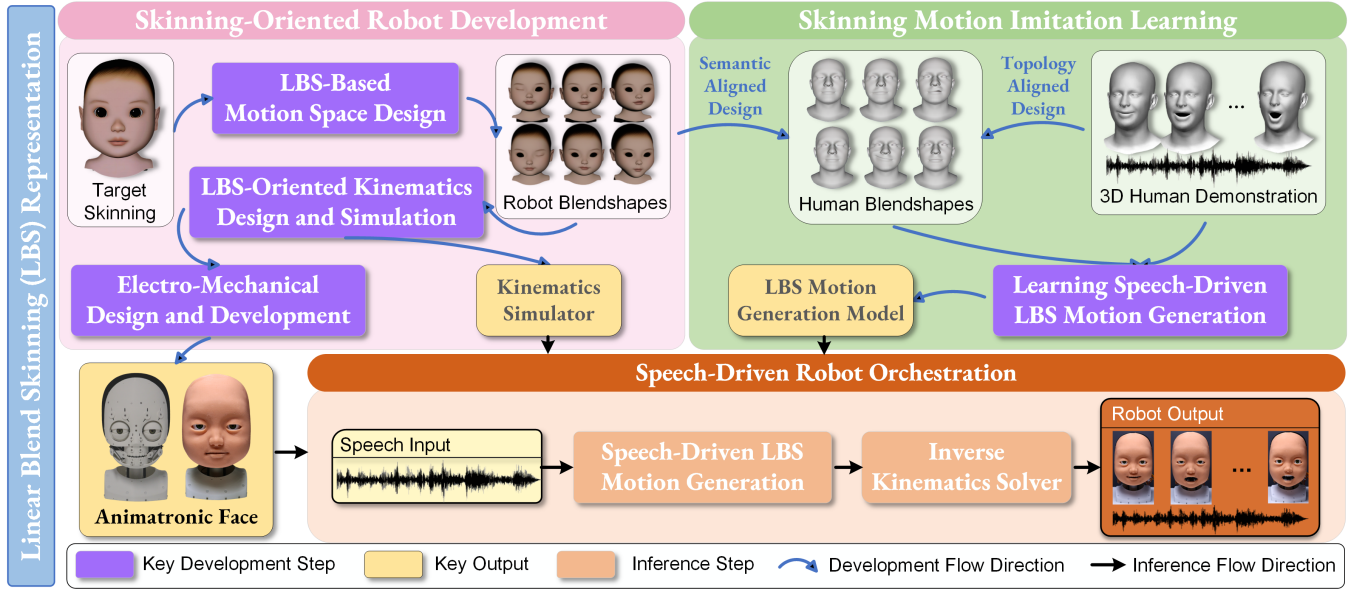 Linear Blend Skinning (LBS) Representation
Skinning-Oriented Robot Development
Target
Skinning
LBS-Based
Motion Space Design
Robot Blendshapes
LBS-Oriented Kinematics
Design and Simulation
Electro-Mechanical
Design and Development
Kinematics
Simulator
Animatronic Face
Skinning Motion Imitation Learning
Semantic
Aligned
Design
Human Blendshapes
Topology
Aligned
Design
...
3D Human Demonstration
LBS Motion
Generation Model
Learning Speech-Driven
LBS Motion Generation
Speech-Driven Robot Orchestration
Speech Input
Speech-Driven LBS
Motion Generation
Inverse
Kinematics Solver
Robot Output
...
Key Development Step
Key Output
Inference Step
Development Flow Direction
Inference Flow Direction